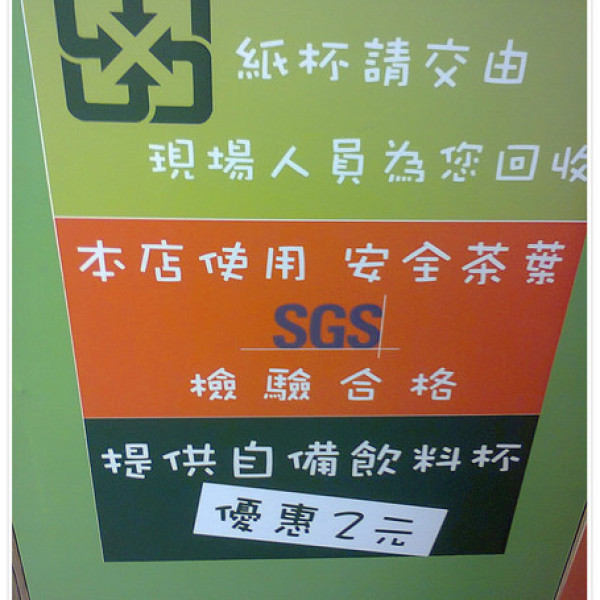 紙杯請交由
現場人員為您回收
本店使用 安全茶葉
SGS
檢驗合格
提供自備飲料杯
優惠2元